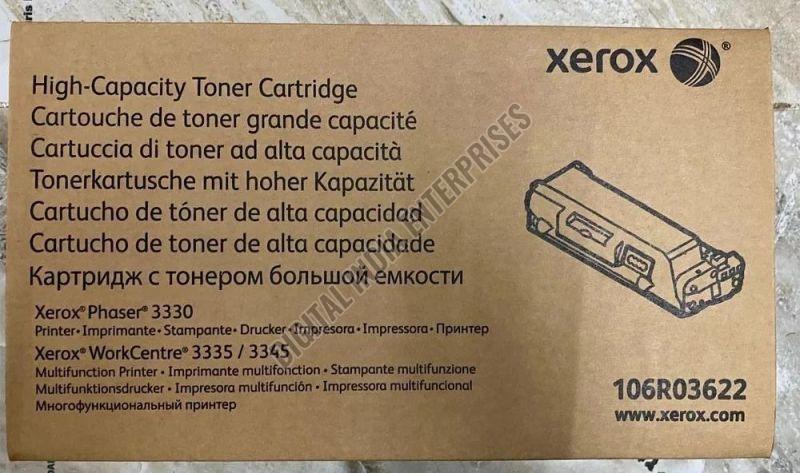 xerox ®
High-Capacity Toner Cartridge
Cartouche de toner grande capacité
Cartuccia di toner ad alta capacità
Tonerkartusche mit hoher Kapazität
Cartucho de tóner de alta capacidad
Cartucho de toner de alta capacidade
Картридж с тонером большой емкости
Xerox® Phaser® 3330
Printer • Imprimante • Stampante • Drucker • Impresora • Impressora • Принтер
Xerox® WorkCentre® 3335 / 3345
Multifunction Printer • Imprimante multifonction • Stampante multifunzione
Multifunktionsdrucker • Impresora multifunción • Impressora multifuncional
Многофункциональный принтер
106R03622
www.xerox.com
DIGITALYKUM ENTERPRISES